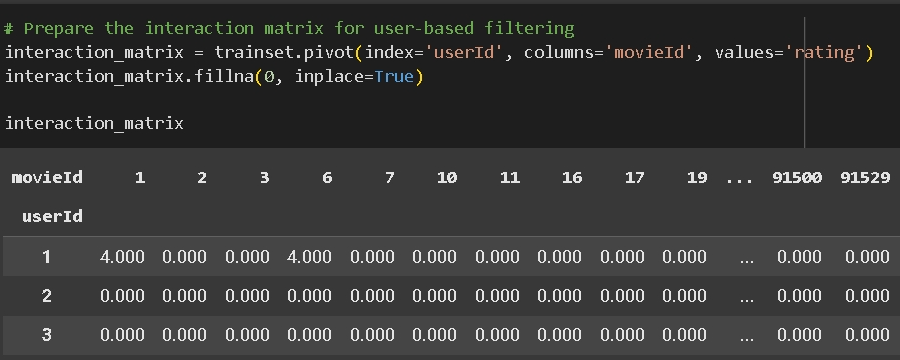 # Prepare the interaction matrix for user-based filtering
interaction_matrix = trainset.pivot(index='userId', columns='movieId', values='rating')
interaction_matrix.fillna(0, inplace=True)
interaction_matrix
movieId 1 2 3 6 7 10 11 16 17 19 ... 91500 91529
userId
1 4.000 0.000 0.000 4.000 0.000 0.000 0.000 0.000 0.000 0.000 ... 0.000 0.000
2 0.000 0.000 0.000 0.000 0.000 0.000 0.000 0.000 0.000 0.000 ... 0.000 0.000
3 0.000 0.000 0.000 0.000 0.000 0.000 0.000 0.000 0.000 0.000 ... 0.000 0.000